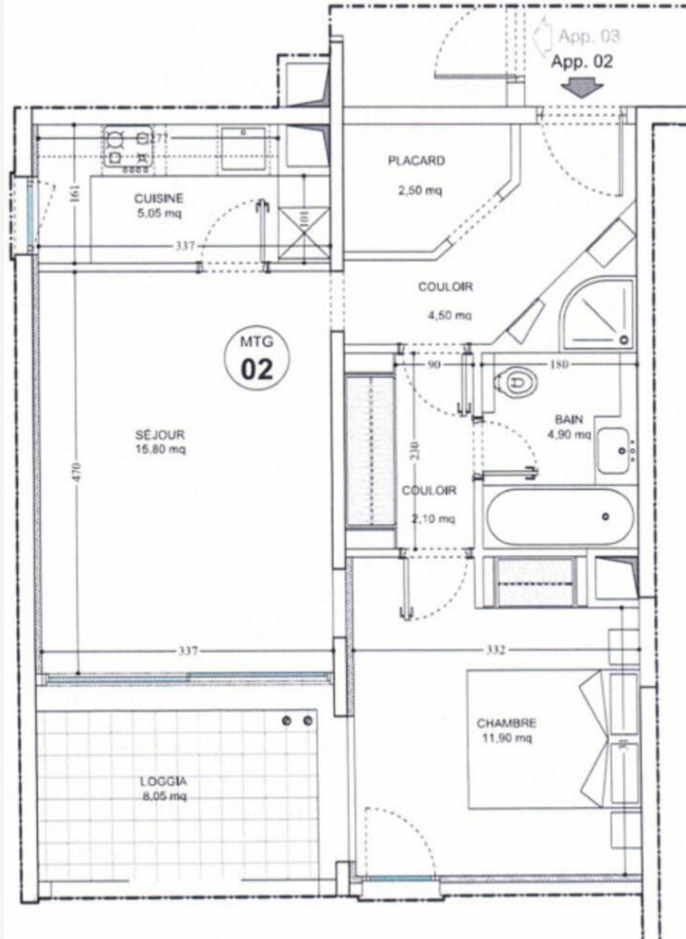 App. 03
App. 02
277
PLACARD
2,50 mq
161
CUISINE
5,05 mq
101
337
COULOIR
4,50 mq
MTG
02
90
180
BAIN
4,90 mq
SÉJOUR
15,80 mq
470
230
COULOIR
2,10 mq
337
332
CHAMBRE
11,90 mq
LOGGIA
8,05 mq